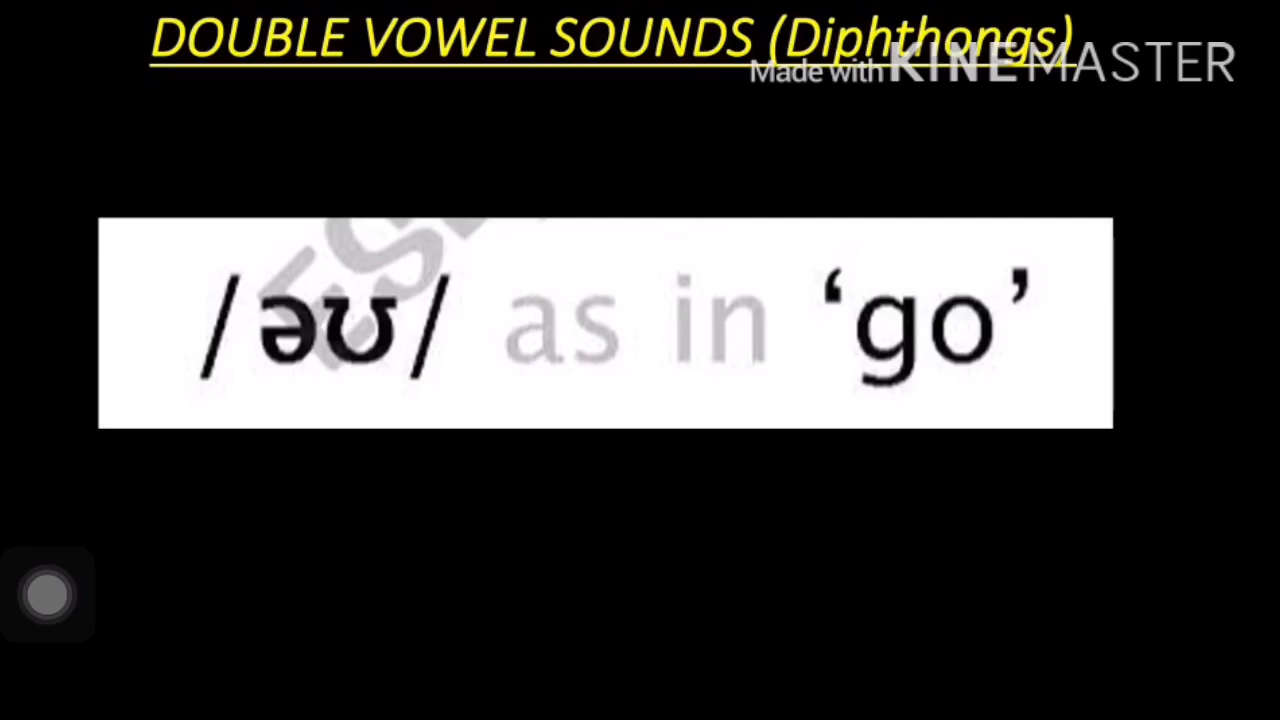 DOUBLE VOWEL SOUNDS (Diphthongs)
Made with KINEMASTER
/əʊ/ as in ‘go’